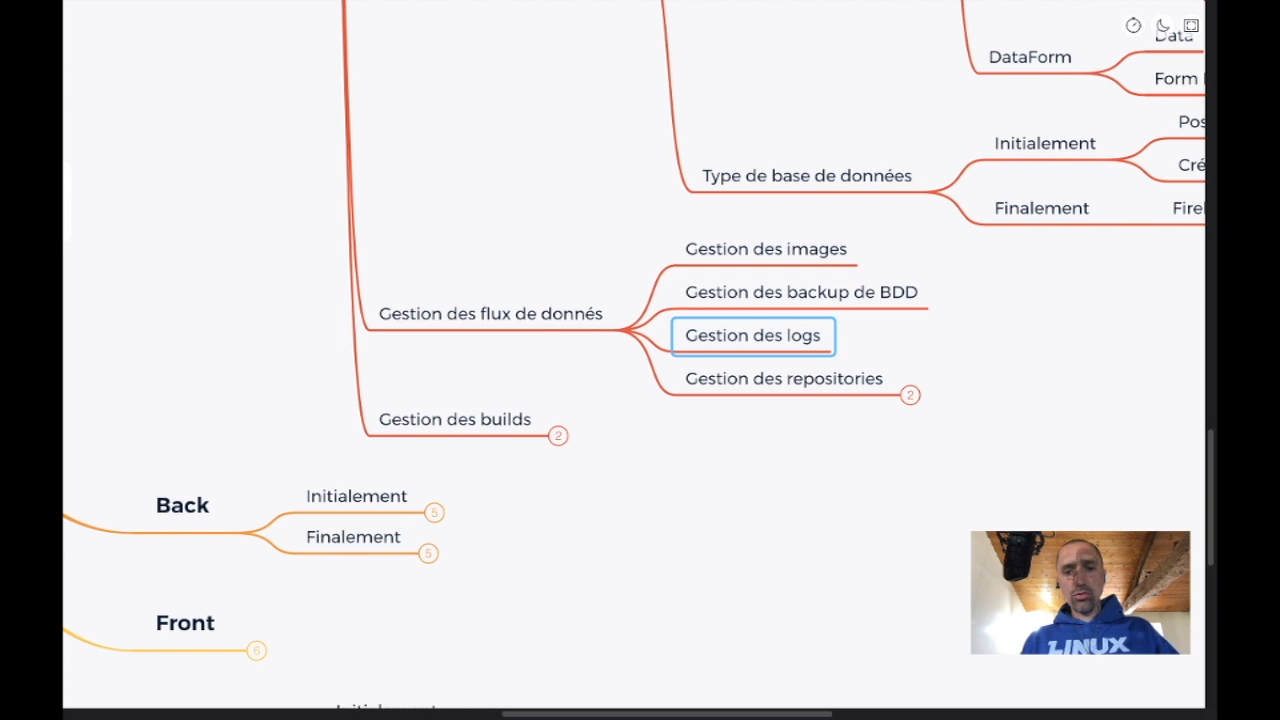 Data
DataForm
Form
Initialement
Type de base de données
Finalement
Gestion des images
Gestion des backup de BDD
Gestion des flux de donnés
Gestion des logs
Gestion des repositories
2
Gestion des builds
2
Back
Initialement
5
Finalement
5
Front
6
LINUX